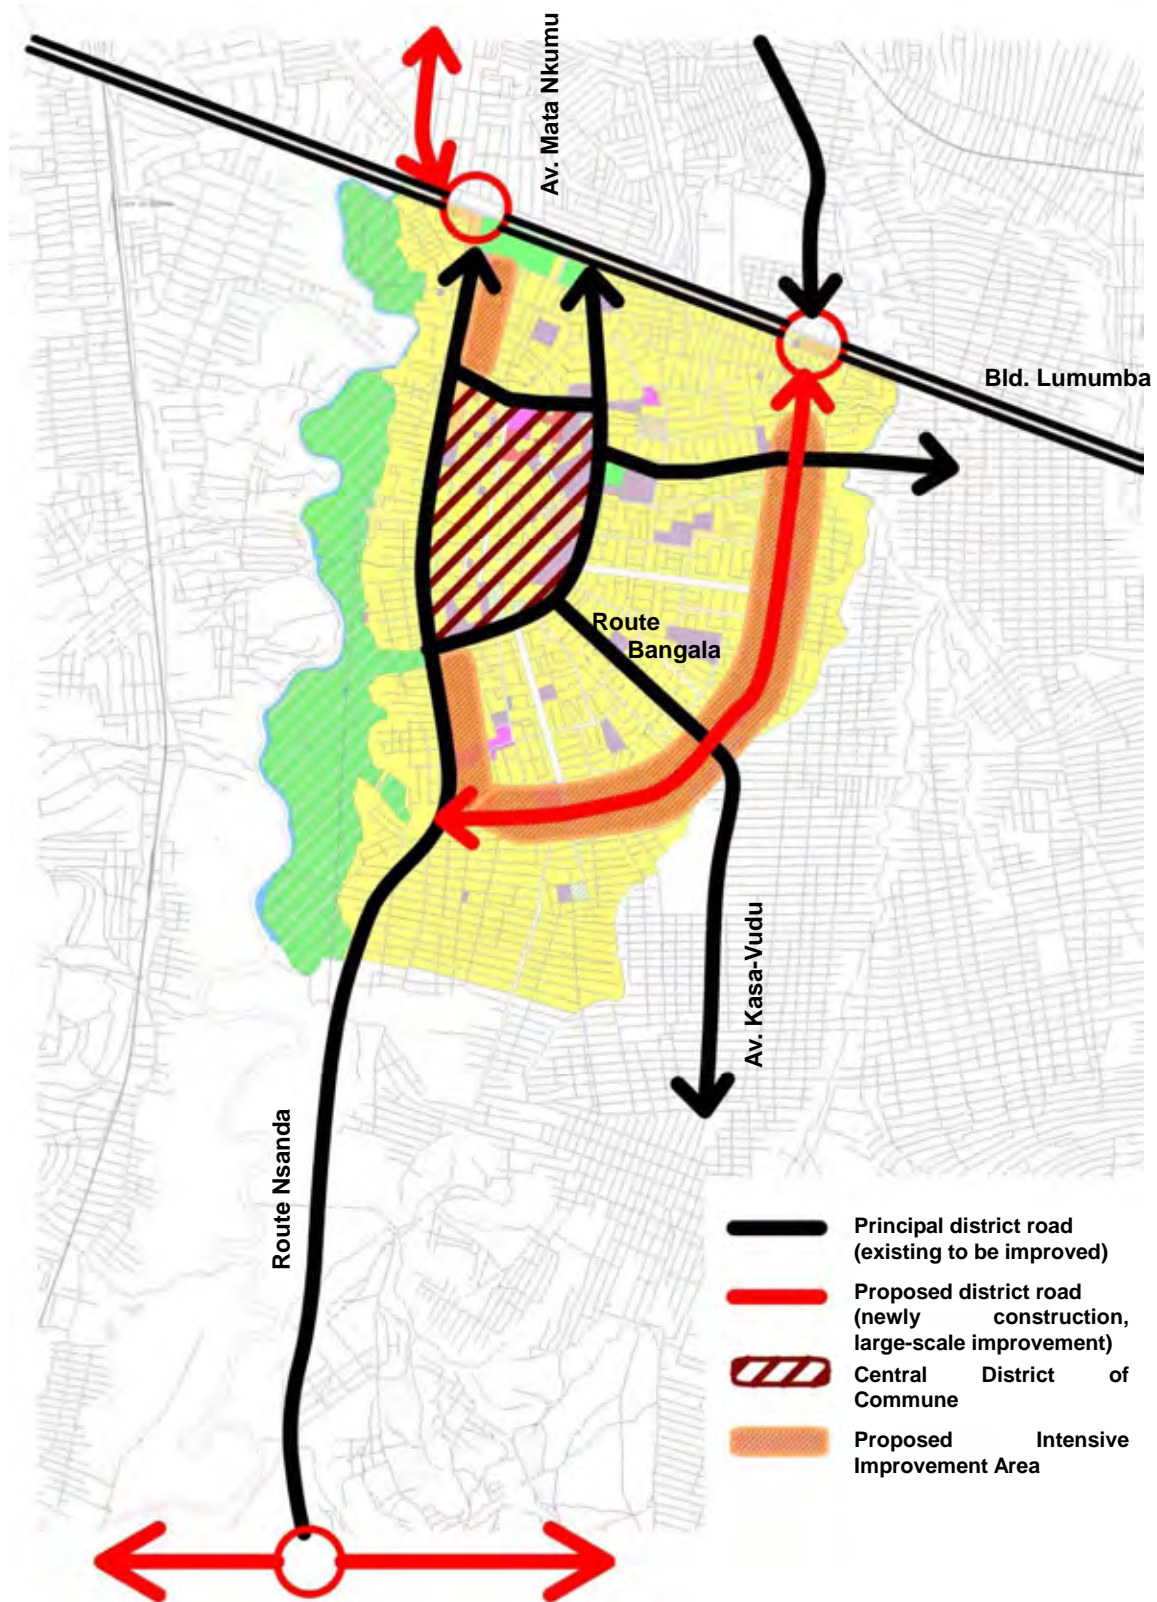 Av. Mata Nkumu
Bld. Lumumba
Route
Bangala
Av. Kasa-Vudu
Route Nsanda
Principal district road
(existing to be improved)
Proposed district road
(newly construction,
large-scale improvement)
Central District of
Commune
Proposed Intensive
Improvement Area